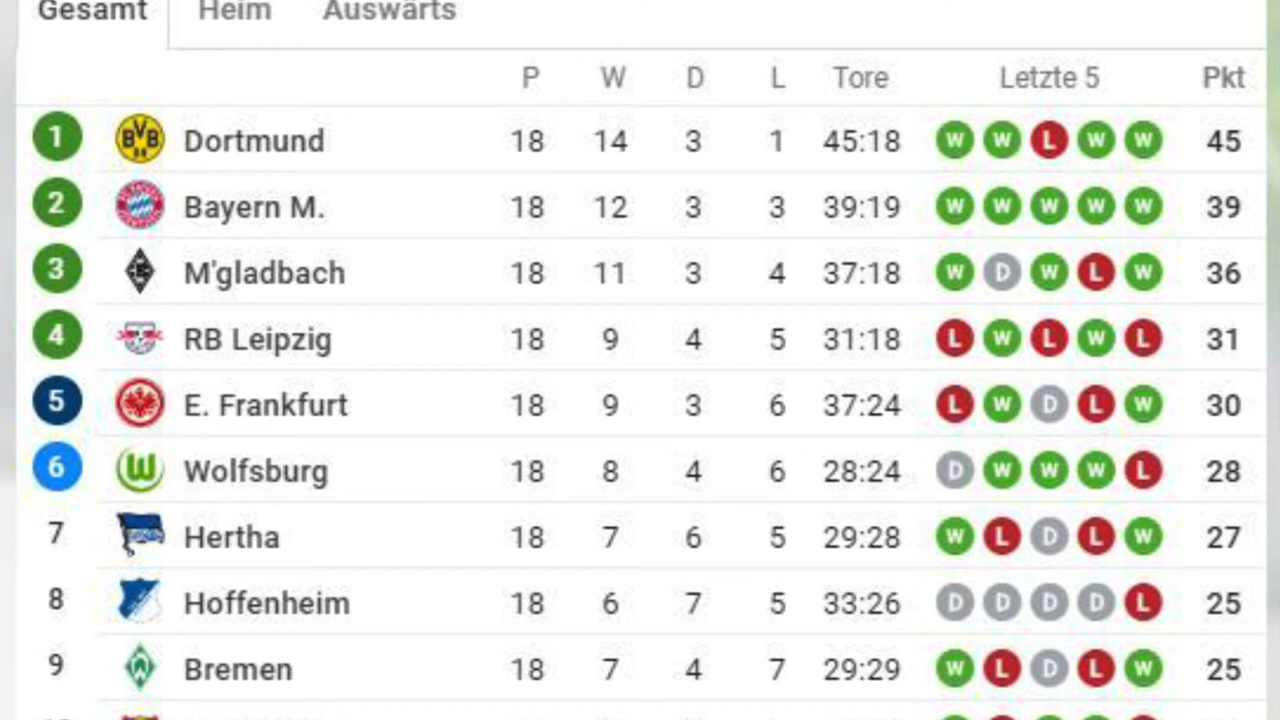 Gesamt Heim Auswärts
P W D L Tore Letzte 5 Pkt
1 BVB Dortmund 18 14 3 1 45:18 W W L W W 45
2 Bayern M. 18 12 3 3 39:19 W W W W W 39
3 M'gladbach 18 11 3 4 37:18 W D W L W 36
4 RB Leipzig 18 9 4 5 31:18 L W L W L 31
5 E. Frankfurt 18 9 3 6 37:24 L W D L W 30
6 W Wolfsburg 18 8 4 6 28:24 D W W W L 28
7 Hertha 18 7 6 5 29:28 W L D L W 27
8 Hoffenheim 18 6 7 5 33:26 D D D D L 25
9 W Bremen 18 7 4 7 29:29 W L D L W 25